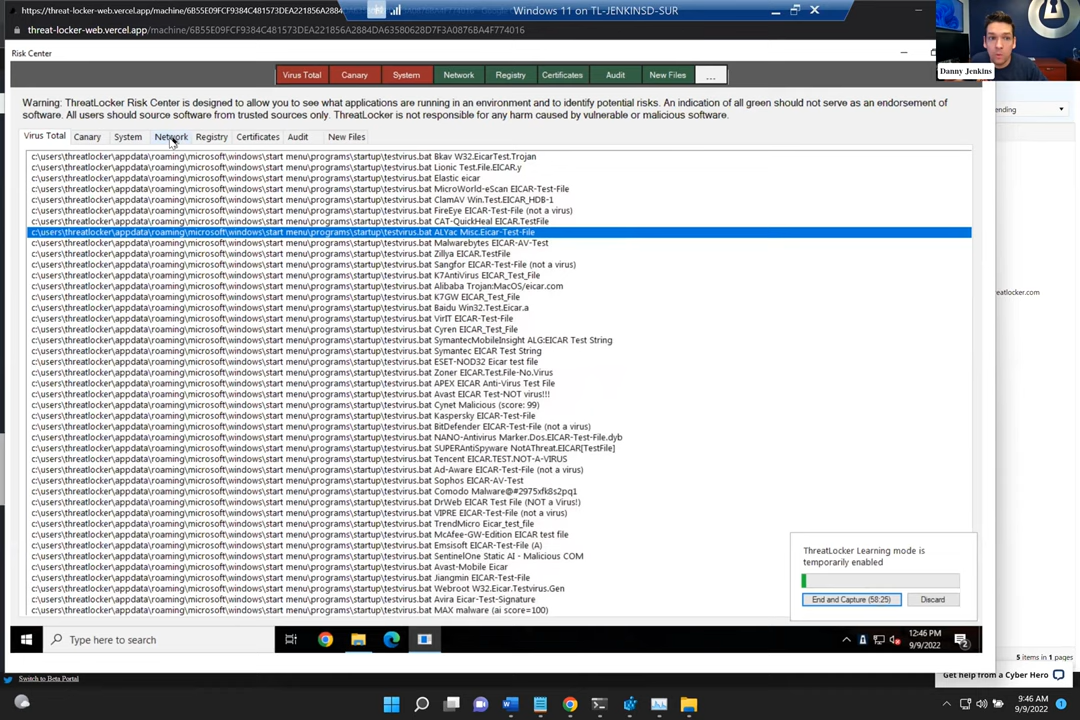 https://threat-locker-web.vercel.app/machine/6B55E09FCF9384C481371DC221856A2884
Windows 11 on TL-JENKINSD-SUR
threat-locker-web.vercel.app/machine/6B55E09FCF9384C481371DC221856A2884DA63580628D7F3A0876BA4F774016
Danny Jenkins
Risk Center
Virus Total Canary System Network Registry Certificates Audit New Files ...
Warning: ThreatLocker Risk Center is designed to allow you to see what applications are running in an environment and to identify potential risks. An indication of all green should not serve as an endorsement of
software. All users should source software from trusted sources only. ThreatLocker is not responsible for any harm caused by vulnerable or malicious software.
Virus Total Canary System Network Registry Certificates Audit New Files
c:\users\threatlocker\appdata\roaming\microsoft\windows\start menu\programs\startup\testvirus.bat Bkav W32.EicarTest.Trojan
c:\users\threatlocker\appdata\roaming\microsoft\windows\start menu\programs\startup\testvirus.bat Lionic Test.File.EICAR.y
c:\users\threatlocker\appdata\roaming\microsoft\windows\start menu\programs\startup\testvirus.bat Elastic eicar
c:\users\threatlocker\appdata\roaming\microsoft\windows\start menu\programs\startup\testvirus.bat MicroWorld-eScan EICAR-Test-File
c:\users\threatlocker\appdata\roaming\microsoft\windows\start menu\programs\startup\testvirus.bat ClamAV Win.Test.EICAR_HDB-1
c:\users\threatlocker\appdata\roaming\microsoft\windows\start menu\programs\startup\testvirus.bat FireEye EICAR-Test-File (not a virus)
c:\users\threatlocker\appdata\roaming\microsoft\windows\start menu\programs\startup\testvirus.bat CAT-QuickHeal EICAR.TestFile
c:\users\threatlocker\appdata\roaming\microsoft\windows\start menu\programs\startup\testvirus.bat ALYac Misc.Eicar-Test-File
c:\users\threatlocker\appdata\roaming\microsoft\windows\start menu\programs\startup\testvirus.bat Malwarebytes EICAR-AV-Test
c:\users\threatlocker\appdata\roaming\microsoft\windows\start menu\programs\startup\testvirus.bat Zillya EICAR.TestFile
c:\users\threatlocker\appdata\roaming\microsoft\windows\start menu\programs\startup\testvirus.bat Sangfor EICAR-Test-File (not a virus)
c:\users\threatlocker\appdata\roaming\microsoft\windows\start menu\programs\startup\testvirus.bat K7AntiVirus EICAR_Test_File
c:\users\threatlocker\appdata\roaming\microsoft\windows\start menu\programs\startup\testvirus.bat Alibaba Trojan:MacOS/eicar.com
c:\users\threatlocker\appdata\roaming\microsoft\windows\start menu\programs\startup\testvirus.bat K7GW EICAR_Test_File
c:\users\threatlocker\appdata\roaming\microsoft\windows\start menu\programs\startup\testvirus.bat Baidu Win32.Test.Eicar.a
c:\users\threatlocker\appdata\roaming\microsoft\windows\start menu\programs\startup\testvirus.bat VirIT EICAR-Test-File
c:\users\threatlocker\appdata\roaming\microsoft\windows\start menu\programs\startup\testvirus.bat Cyren EICAR_Test_File
c:\users\threatlocker\appdata\roaming\microsoft\windows\start menu\programs\startup\testvirus.bat SymantecMobileInsight ALG:EICAR Test String
c:\users\threatlocker\appdata\roaming\microsoft\windows\start menu\programs\startup\testvirus.bat Symantec EICAR Test String
c:\users\threatlocker\appdata\roaming\microsoft\windows\start menu\programs\startup\testvirus.bat ESET-NOD32 Eicar test file
c:\users\threatlocker\appdata\roaming\microsoft\windows\start menu\programs\startup\testvirus.bat Zoner EICAR.Test.File-No.Virus
c:\users\threatlocker\appdata\roaming\microsoft\windows\start menu\programs\startup\testvirus.bat APEX EICAR Anti-Virus Test File
c:\users\threatlocker\appdata\roaming\microsoft\windows\start menu\programs\startup\testvirus.bat Avast EICAR Test-NOT virus!!!
c:\users\threatlocker\appdata\roaming\microsoft\windows\start menu\programs\startup\testvirus.bat Cynet Malicious (score: 99)
c:\users\threatlocker\appdata\roaming\microsoft\windows\start menu\programs\startup\testvirus.bat Kaspersky EICAR-Test-File
c:\users\threatlocker\appdata\roaming\microsoft\windows\start menu\programs\startup\testvirus.bat BitDefender EICAR-Test-File (not a virus)
c:\users\threatlocker\appdata\roaming\microsoft\windows\start menu\programs\startup\testvirus.bat NANO-Antivirus Marker.Dos.EICAR-Test-File.dyb
c:\users\threatlocker\appdata\roaming\microsoft\windows\start menu\programs\startup\testvirus.bat SUPERAntiSpyware NotAThreat.EICAR[TestFile]
c:\users\threatlocker\appdata\roaming\microsoft\windows\start menu\programs\startup\testvirus.bat Tencent EICAR.TEST.NOT-A-VIRUS
c:\users\threatlocker\appdata\roaming\microsoft\windows\start menu\programs\startup\testvirus.bat Ad-Aware EICAR-Test-File (not a virus)
c:\users\threatlocker\appdata\roaming\microsoft\windows\start menu\programs\startup\testvirus.bat Sophos EICAR-AV-Test
c:\users\threatlocker\appdata\roaming\microsoft\windows\start menu\programs\startup\testvirus.bat Comodo Malware@#2975xfk8s2pq1
c:\users\threatlocker\appdata\roaming\microsoft\windows\start menu\programs\startup\testvirus.bat DrWeb EICAR Test File (NOT a Virus!)
c:\users\threatlocker\appdata\roaming\microsoft\windows\start menu\programs\startup\testvirus.bat VIPRE EICAR-Test-File (not a virus)
c:\users\threatlocker\appdata\roaming\microsoft\windows\start menu\programs\startup\testvirus.bat TrendMicro Eicar_test_file
c:\users\threatlocker\appdata\roaming\microsoft\windows\start menu\programs\startup\testvirus.bat McAfee-GW-Edition EICAR test file
c:\users\threatlocker\appdata\roaming\microsoft\windows\start menu\programs\startup\testvirus.bat Emsisoft EICAR-Test-File (A)
c:\users\threatlocker\appdata\roaming\microsoft\windows\start menu\programs\startup\testvirus.bat SentinelOne Static AI - Malicious COM
c:\users\threatlocker\appdata\roaming\microsoft\windows\start menu\programs\startup\testvirus.bat Avast-Mobile Eicar
c:\users\threatlocker\appdata\roaming\microsoft\windows\start menu\programs\startup\testvirus.bat Jiangmin EICAR-Test-File
c:\users\threatlocker\appdata\roaming\microsoft\windows\start menu\programs\startup\testvirus.bat Webroot W32.Eicar.Testvirus.Gen
c:\users\threatlocker\appdata\roaming\microsoft\windows\start menu\programs\startup\testvirus.bat Avira Eicar-Test-Signature
c:\users\threatlocker\appdata\roaming\microsoft\windows\start menu\programs\startup\testvirus.bat MAX malware (ai score=100)
nding
eatlocker.com
ThreatLocker Learning mode is
temporarily enabled
End and Capture (58:25) Discard
Type here to search
12:46 PM
9/9/2022
2
5 items in 1 pages
Switch to Beta Portal
Get help from a Cyber Hero
9:46 AM
9/9/2022